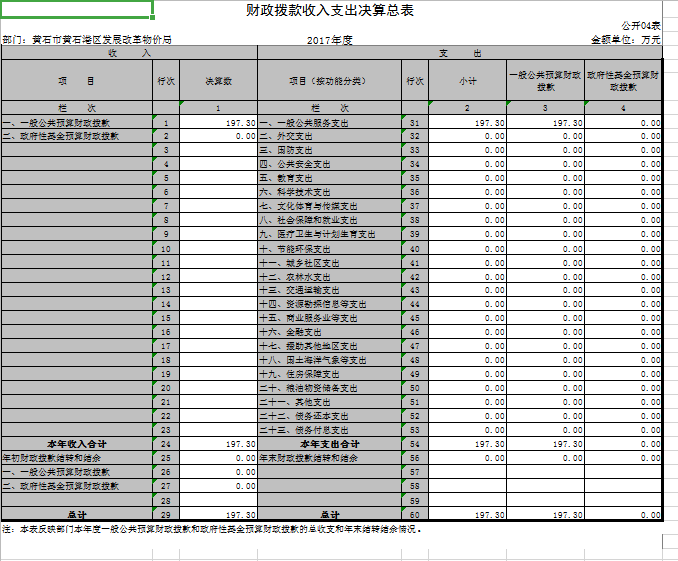 财政拨款收入支出决算总表
公开04表
部门：黄石市黄石港区发展改革物价局 2017年度 金额单位：万元
收 入 支 出
项 目 行次 决算数 项目（按功能分类） 行次 小计 一般公共预算财政拨款 政府性基金预算财政拨款
栏 次 1 栏 次 2 3 4
一、一般公共预算财政拨款 1 197.30 一、一般公共服务支出 31 197.30 197.30 0.00
二、政府性基金预算财政拨款 2 0.00 二、外交支出 32 0.00 0.00 0.00
3 三、国防支出 33 0.00 0.00 0.00
4 四、公共安全支出 34 0.00 0.00 0.00
5 五、教育支出 35 0.00 0.00 0.00
6 六、科学技术支出 36 0.00 0.00 0.00
7 七、文化体育与传媒支出 37 0.00 0.00 0.00
8 八、社会保障和就业支出 38 0.00 0.00 0.00
9 九、医疗卫生与计划生育支出 39 0.00 0.00 0.00
10 十、节能环保支出 40 0.00 0.00 0.00
11 十一、城乡社区支出 41 0.00 0.00 0.00
12 十二、农林水支出 42 0.00 0.00 0.00
13 十三、交通运输支出 43 0.00 0.00 0.00
14 十四、资源勘探信息等支出 44 0.00 0.00 0.00
15 十五、商业服务业等支出 45 0.00 0.00 0.00
16 十六、金融支出 46 0.00 0.00 0.00
17 十七、援助其他地区支出 47 0.00 0.00 0.00
18 十八、国土海洋气象等支出 48 0.00 0.00 0.00
19 十九、住房保障支出 49 0.00 0.00 0.00
20 二十、粮油物资储备支出 50 0.00 0.00 0.00
21 二十一、其他支出 51 0.00 0.00 0.00
22 二十二、债务还本支出 52 0.00 0.00 0.00
23 二十三、债务付息支出 53 0.00 0.00 0.00
本年收入合计 24 197.30 本年支出合计 54 197.30 197.30 0.00
年初财政拨款结转和结余 25 0.00 年末财政拨款结转和结余 56 0.00 0.00 0.00
一、一般公共预算财政拨款 26 0.00 57
二、政府性基金预算财政拨款 27 0.00 58
28 59
总计 29 197.30 总计 60 197.30 197.30 0.00
注：本表反映部门本年度一般公共预算财政拨款和政府性基金预算财政拨款的总收支和年末结转结余情况。